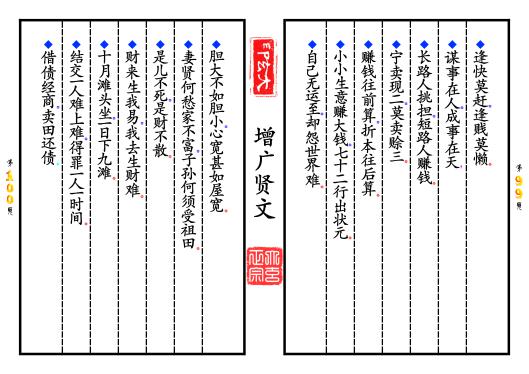 第99页
逢快莫赶,逢贱莫懒。
谋事在人,成事在天。
长路人挑担,短路人赚钱。
宁卖现二,莫卖赊三。
赚钱往前算,折本往后算。
小小生意赚大钱,七十二行出状元。
自己无运至,却怨世界难。
增广贤文
胆大不如胆小,心宽甚如屋宽。
妻贤何愁家不富,子孙何须受祖田。
是儿不死,是财不散。
财来生我易,我去生财难。
十月滩头坐,一日下九滩。
结交一人难上难,得罪一人一时间。
借债经商,卖田还债。
第100页